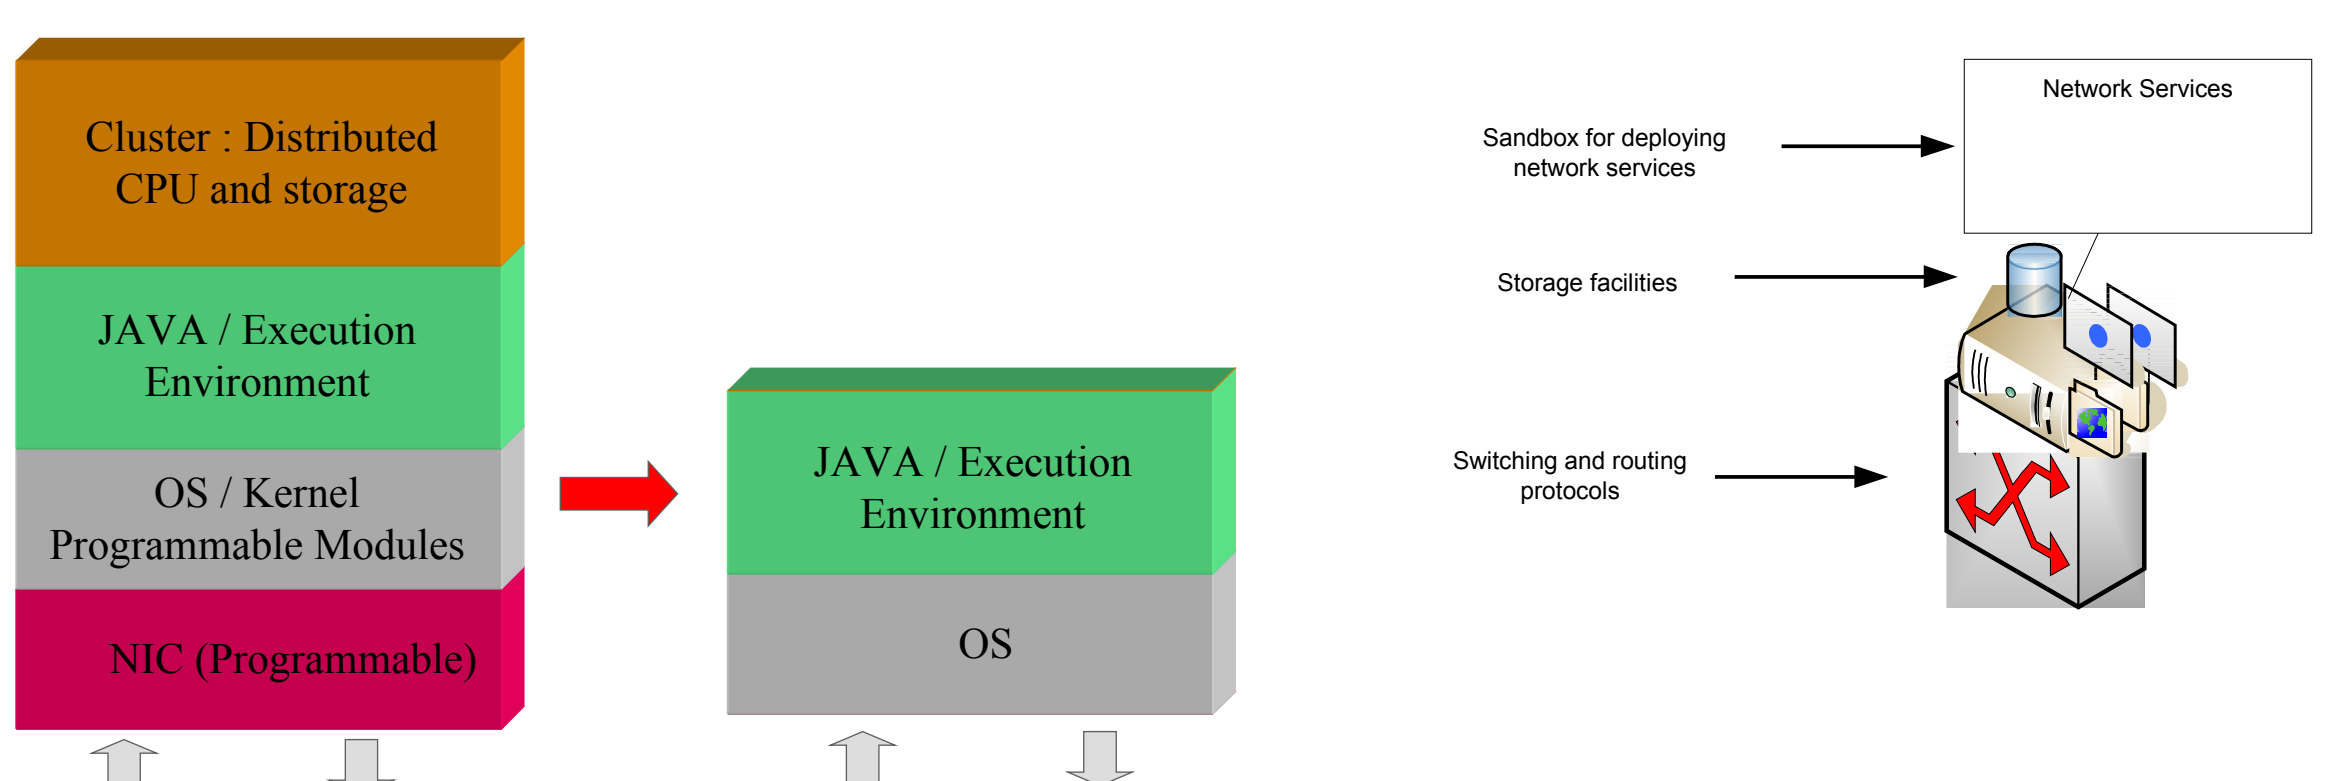 Cluster : Distributed
CPU and storage
JAVA / Execution
Environment
OS / Kernel
Programmable Modules
NIC (Programmable)
JAVA / Execution
Environment
OS
Network Services
Sandbox for deploying
network services
Storage facilities
Switching and routing
protocols